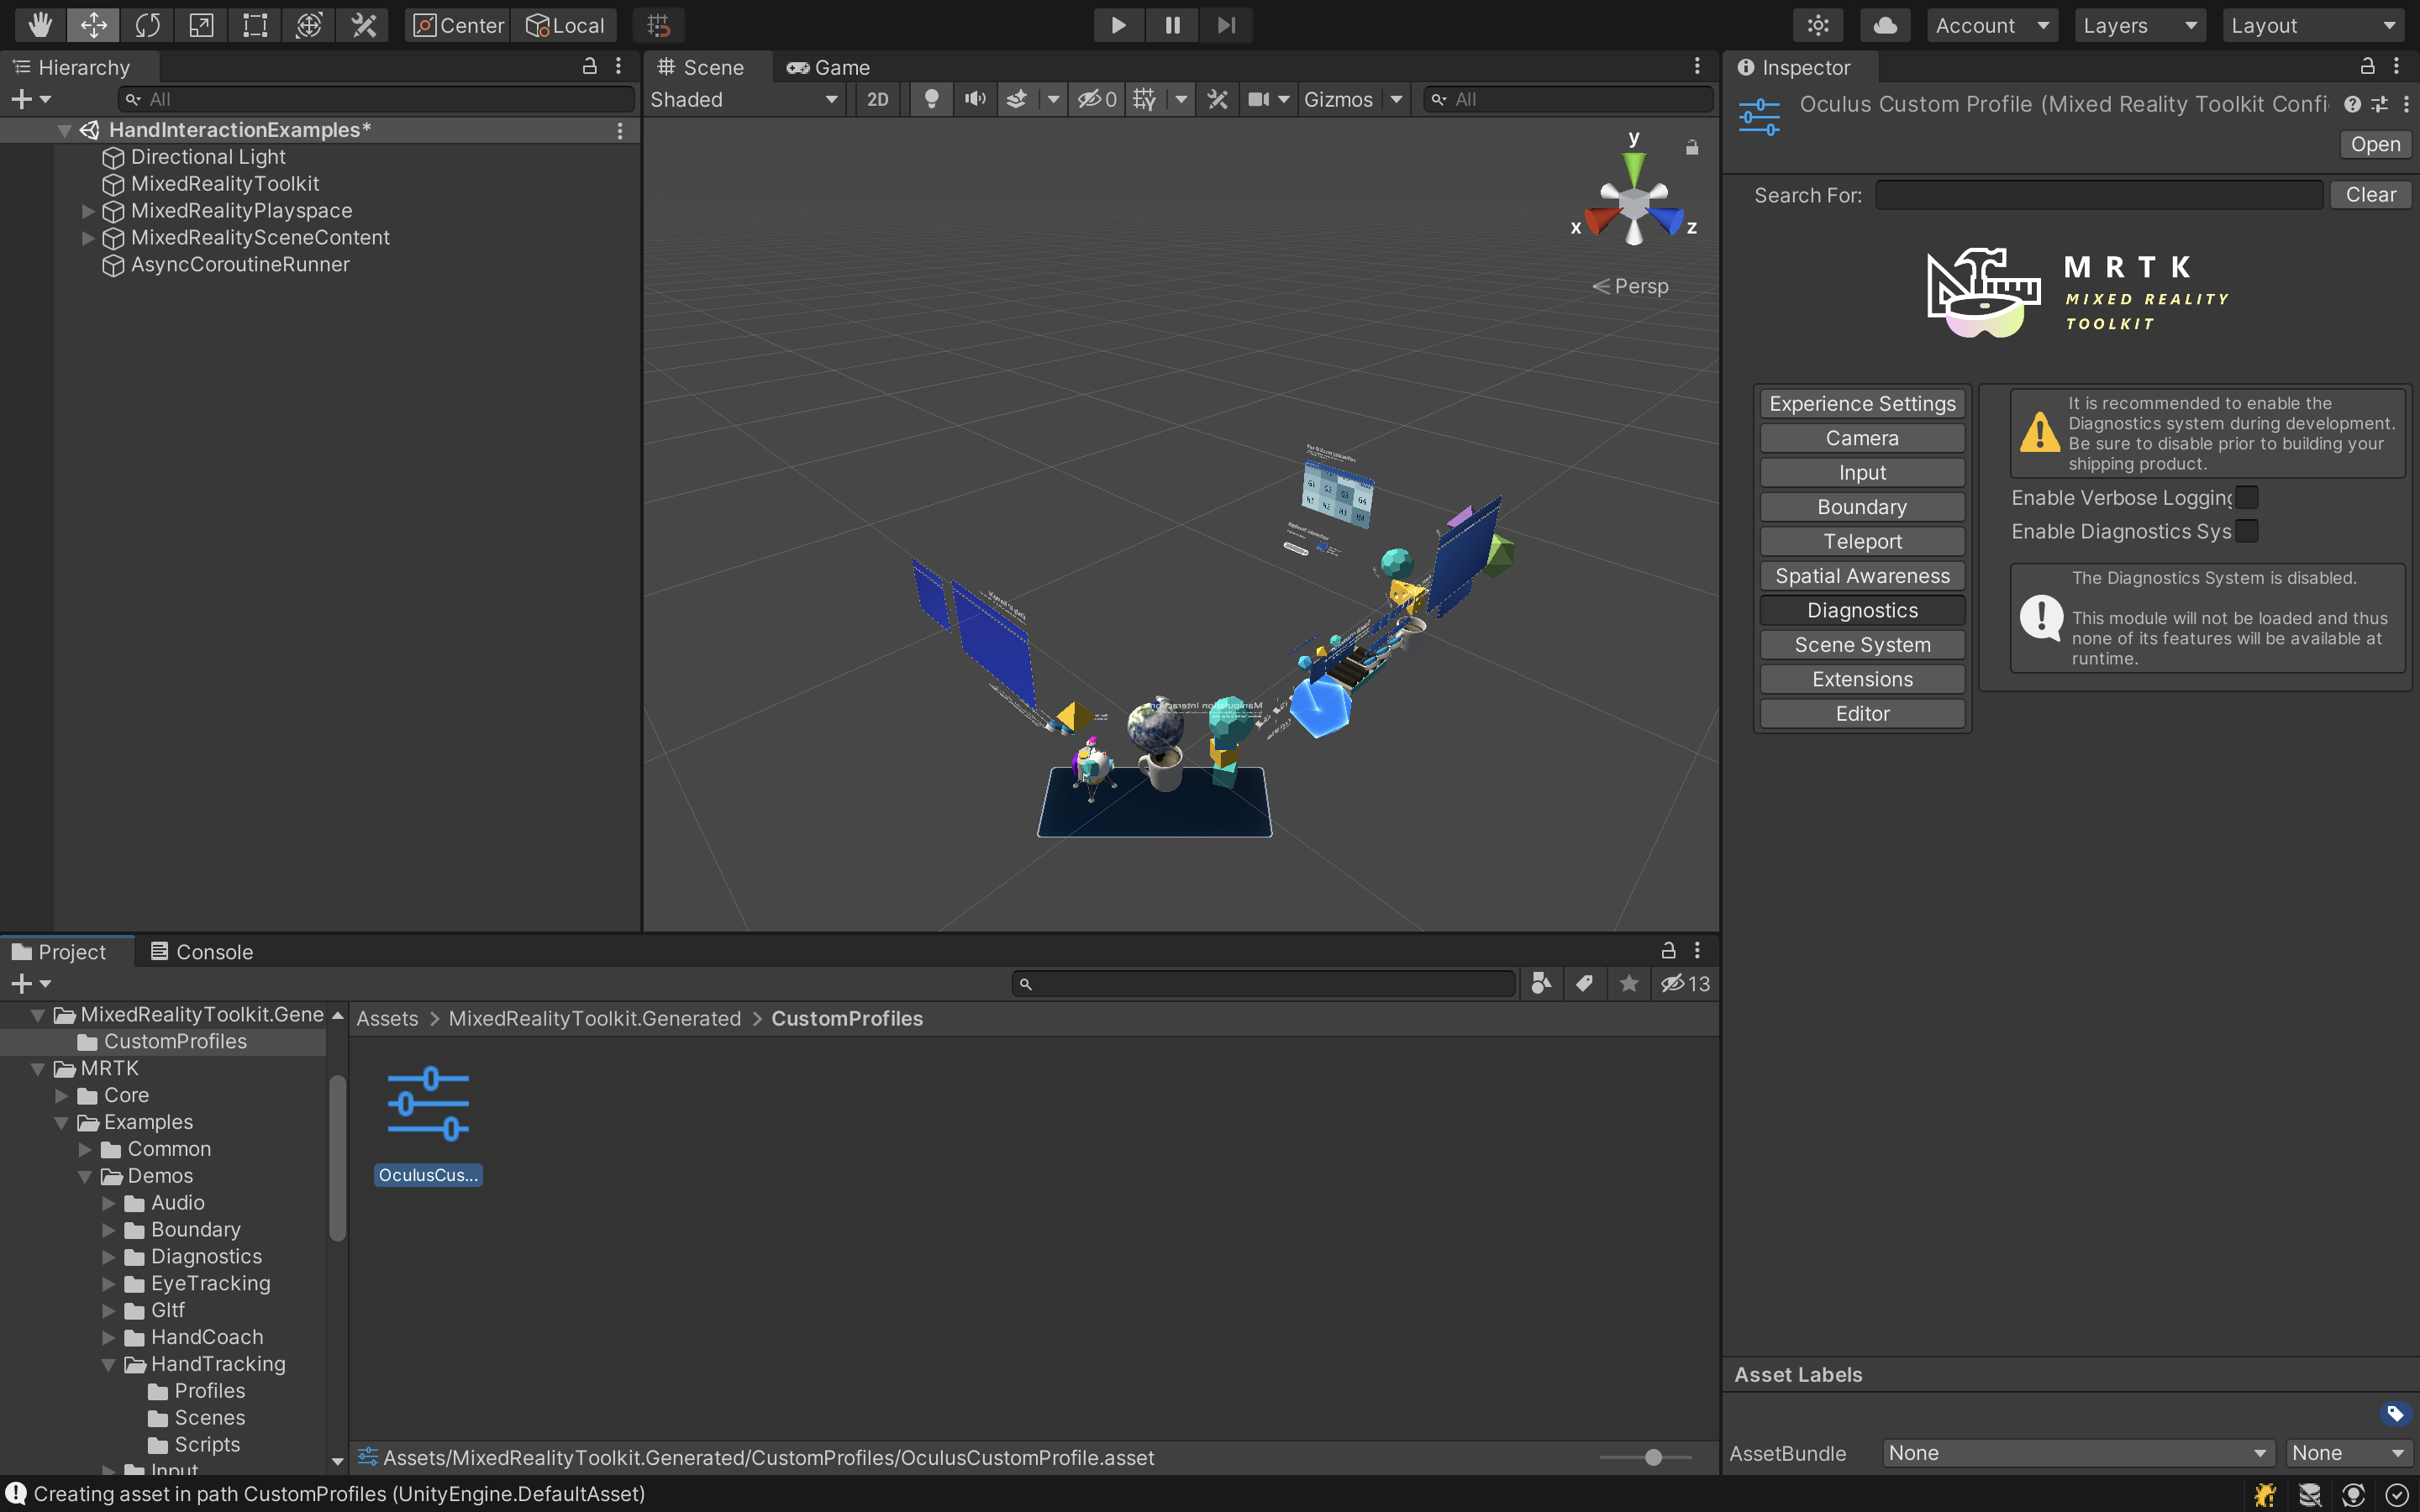 Center
Local
Account
Layers
Layout
Hierarchy
Scene
Game
Inspector
All
Shaded
2D
0
Gizmos
All
Oculus Custom Profile (Mixed Reality Toolkit Confi
Open
HandInteractionExamples*
Directional Light
MixedRealityToolkit
MixedRealityPlayspace
MixedRealitySceneContent
AsyncCoroutineRunner
y
x
z
Persp
Search For:
Clear
MRTK
MIXED REALITY
TOOLKIT
Experience Settings
Camera
Input
Boundary
Teleport
Spatial Awareness
Diagnostics
Scene System
Extensions
Editor
It is recommended to enable the
Diagnostics system during development.
Be sure to disable prior to building your
shipping product.
Enable Verbose Logging
Enable Diagnostics Sys
The Diagnostics System is disabled.
This module will not be loaded and thus
none of its features will be available at
runtime.
G1 G2 G3 G4
Manipulation Interaction
Project
Console
13
MixedRealityToolkit.Gene
CustomProfiles
MRTK
Core
Examples
Common
Demos
Audio
Boundary
Diagnostics
EyeTracking
Gltf
HandCoach
HandTracking
Profiles
Scenes
Scripts
Input
Assets > MixedRealityToolkit.Generated > CustomProfiles
OculusCus...
Assets/MixedRealityToolkit.Generated/CustomProfiles/OculusCustomProfile.asset
Asset Labels
AssetBundle
None
None
Creating asset in path CustomProfiles (UnityEngine.DefaultAsset)